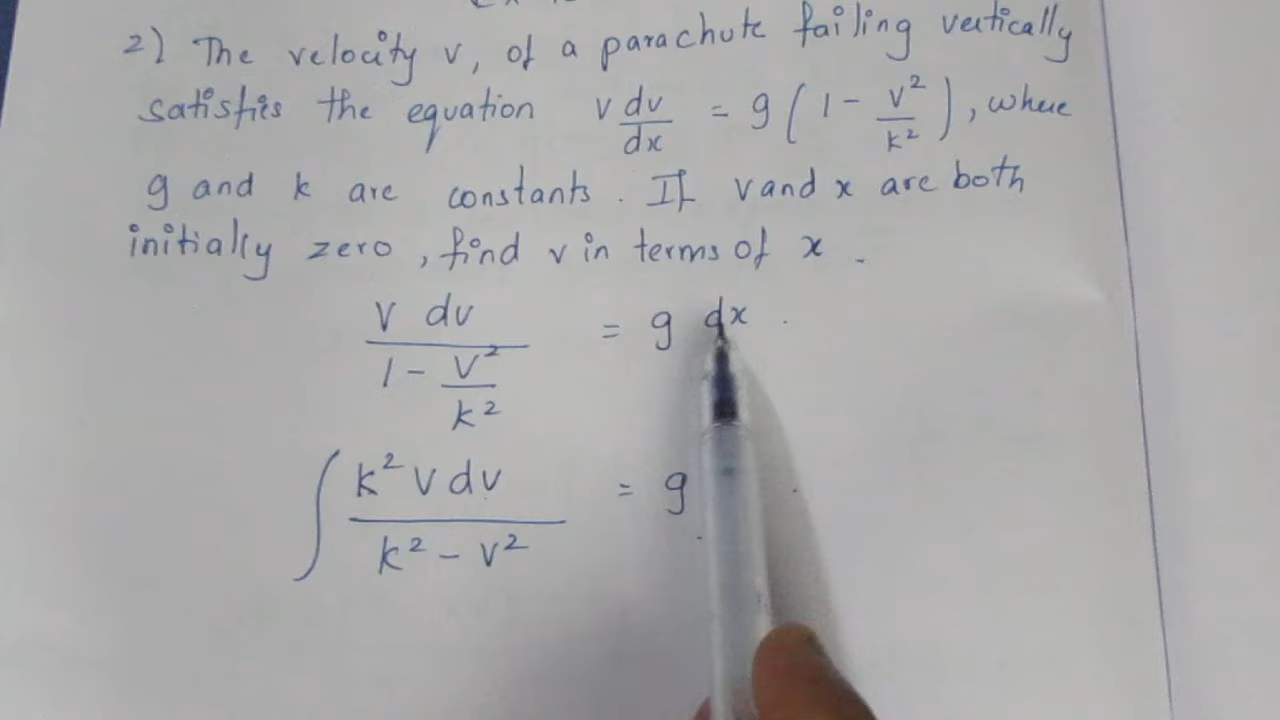 2) The velocity v, of a parachute failing vertically
satisfies the equation v dv/dx = g(1 - v²/k²), where
g and k are constants. If v and x are both
initially zero, find v in terms of x.
v dv / (1 - v²/k²) = g dx.
∫ k² v dv / (k² - v²) = g